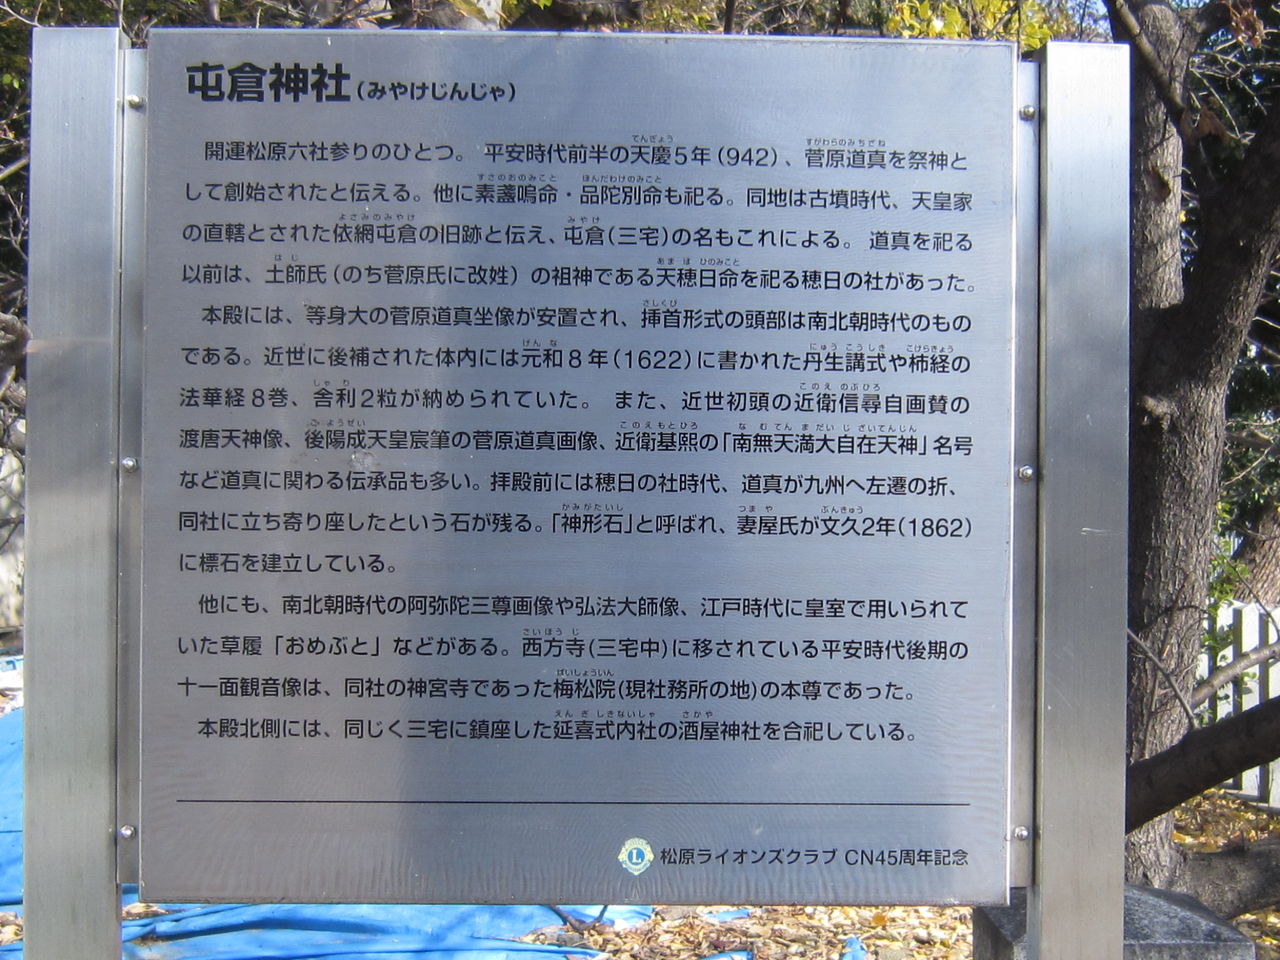 屯倉神社(みやけじんじゃ)
開運松原六社参りのひとつ。平安時代前半の天慶5年(942)、菅原道真を祭神と
して創始されたと伝える。他に素盞嗚命・品陀別命も祀る。同地は古墳時代、天皇家
の直轄とされた依網屯倉の旧跡と伝え、屯倉(三宅)の名もこれによる。道真を祀る
以前は、土師氏(のち菅原氏に改姓)の祖神である天穂日命を祀る穂日の社があった。
本殿には、等身大の菅原道真坐像が安置され、挿首形式の頭部は南北朝時代のもの
である。近世に後補された体内には元和8年(1622)に書かれた丹生講式や柿経の
法華経8巻、舎利2粒が納められていた。また、近世初頭の近衛信尋自画賛の
渡唐天神像、後陽成天皇宸筆の菅原道真画像、近衛基熙の「南無天満大自在天神」名号
など道真に関わる伝承品も多い。拝殿前には穂日の社時代、道真が九州へ左遷の折、
同社に立ち寄り座したという石が残る。「神形石」と呼ばれ、妻屋氏が文久2年(1862)
に標石を建立している。
他にも、南北朝時代の阿弥陀三尊画像や弘法大師像、江戸時代に皇室で用いられて
いた草履「おめぶと」などがある。西方寺(三宅中)に移されている平安時代後期の
十一面観音像は、同社の神宮寺であった梅松院(現社務所の地)の本尊であった。
本殿北側には、同じく三宅に鎮座した延喜式内社の酒屋神社を合祀している。
松原ライオンズクラブ CN45周年記念